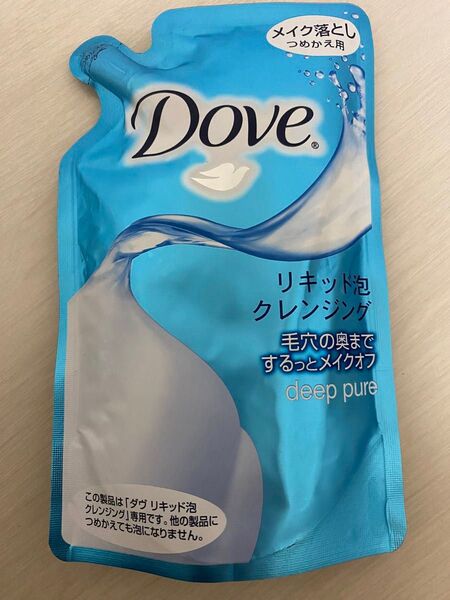 メイク落とし
つめかえ用
Dove®
リキッド泡
クレンジング
毛穴の奥まで
するっとメイクオフ
deep pure
この製品は「ダヴ リキッド泡
クレンジング」専用です。他の製品に
つめかえても泡になりません。